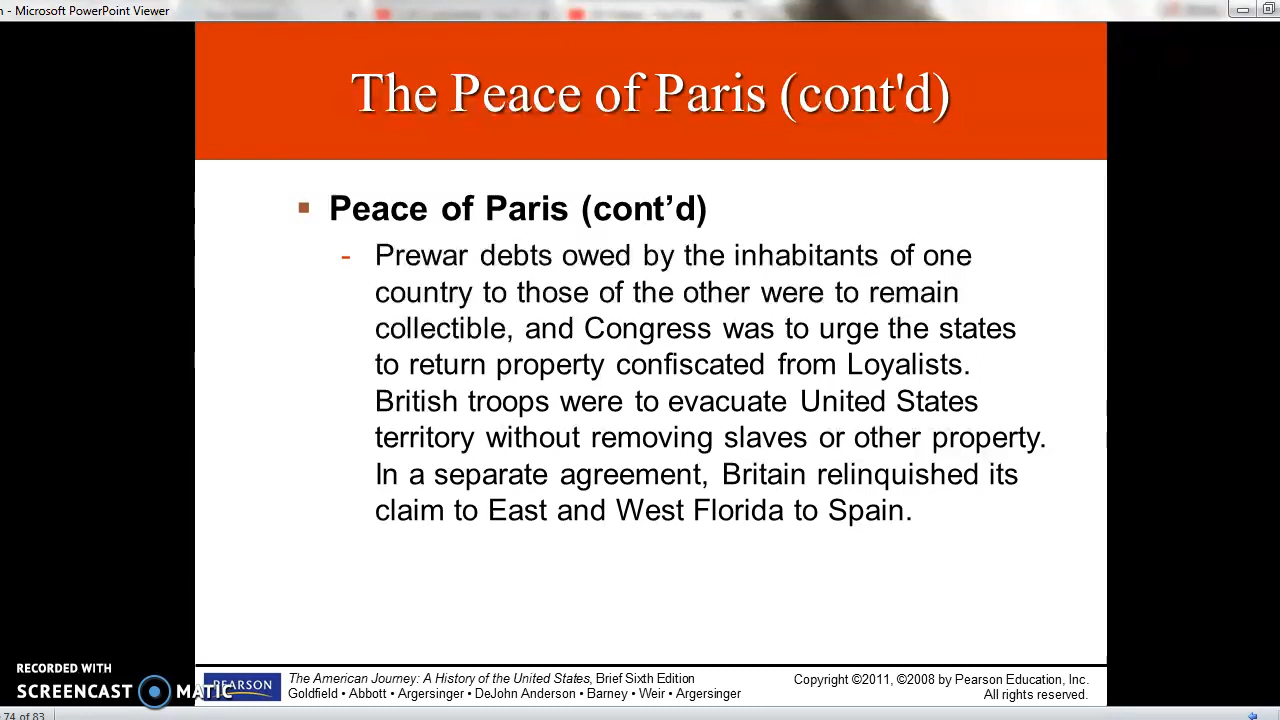 n - Microsoft PowerPoint Viewer
The Peace of Paris (cont'd)
▪ Peace of Paris (cont’d)
- Prewar debts owed by the inhabitants of one
country to those of the other were to remain
collectible, and Congress was to urge the states
to return property confiscated from Loyalists.
British troops were to evacuate United States
territory without removing slaves or other property.
In a separate agreement, Britain relinquished its
claim to East and West Florida to Spain.
RECORDED WITH
SCREENCAST MATIC
PEARSON
The American Journey: A History of the United States, Brief Sixth Edition
Goldfield • Abbott • Argersinger • DeJohn Anderson • Barney • Weir • Argersinger
Copyright ©2011, ©2008 by Pearson Education, Inc.
All rights reserved.
74 of 83